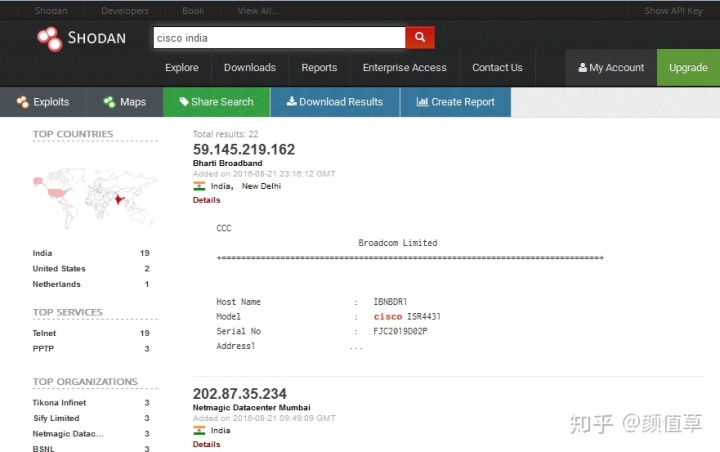 Shodan Developers Book View All... Show API Key
SHODAN cisco india
Explore Downloads Reports Enterprise Access Contact Us My Account Upgrade
Exploits Maps Share Search Download Results Create Report
TOP COUNTRIES
India 19
United States 2
Netherlands 1
TOP SERVICES
Telnet 19
PPTP 3
TOP ORGANIZATIONS
Tikona Infinet 3
Sify Limited 3
Netmagic Datac... 3
BSNL 3
Total results: 22
59.145.219.162
Bharti Broadband
Added on 2016-08-21 23:16:12 GMT
India, New Delhi
Details
CCC
Broadcom Limited
+==============================================================================+
Host Name : IBNBDR1
Model : cisco ISR4431
Serial No : FJC2019D02P
Address1 ...
202.87.35.234
Netmagic Datacenter Mumbai
Added on 2016-08-21 09:49:09 GMT
India
Details
知乎 @颜值草